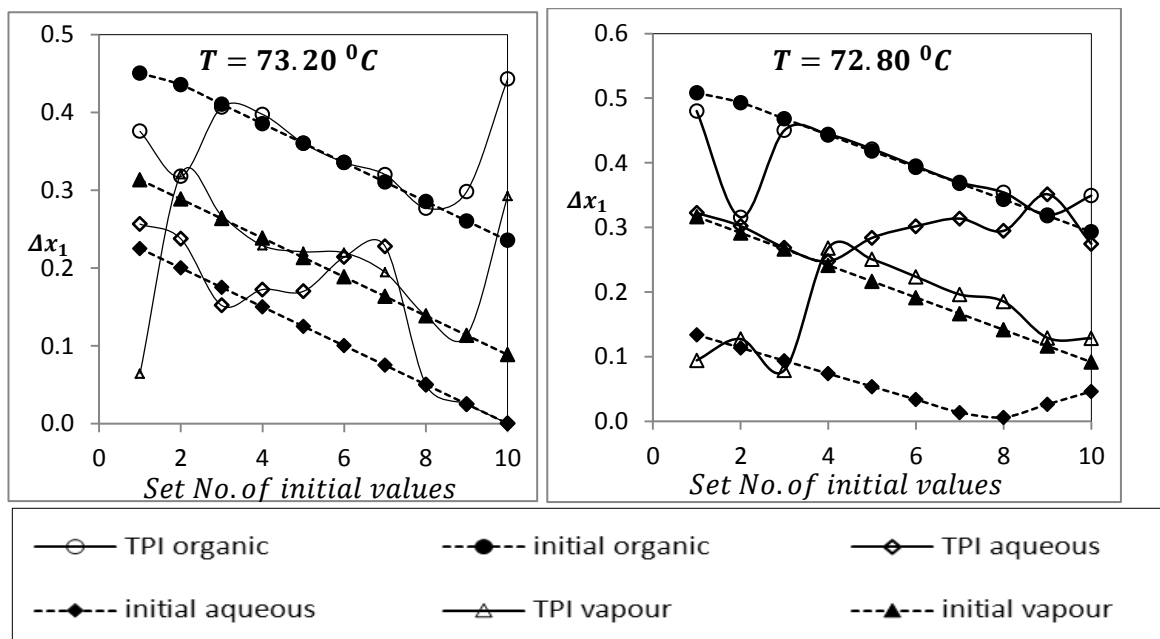 T = 73.20 ⁰C
0.5
0.4
0.3
0.2
0.1
0.0
Δx₁
0 2 4 6 8 10
Set No. of initial values
T = 72.80 ⁰C
0.6
0.5
0.4
0.3
0.2
0.1
0.0
Δx₁
0 2 4 6 8 10
Set No. of initial values
TPI organic initial organic TPI aqueous
initial aqueous TPI vapour initial vapour